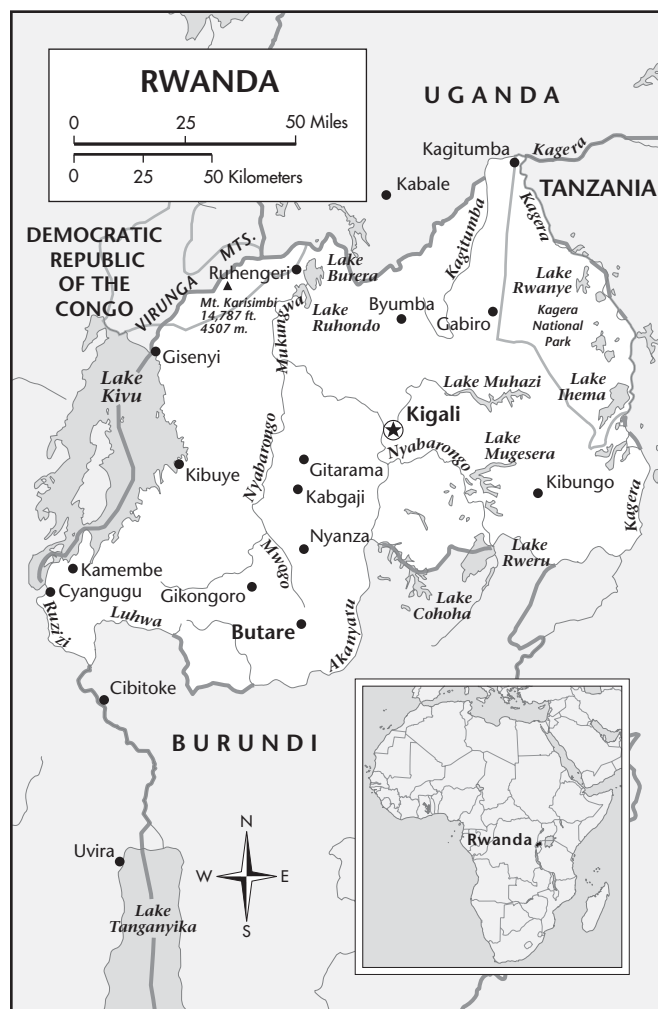 RWANDA
0 25 50 Miles
0 25 50 Kilometers
UGANDA
Kagitumba
Kagera
Kabale
TANZANIA
DEMOCRATIC
REPUBLIC
OF THE
CONGO
VIRUNGA MTS.
Ruhengeri
Mt. Karisimbi
14,787 ft.
4507 m.
Lake
Burera
Lake
Ruhondo
Kagitumba
Kagera
Lake
Rwanye
Kagera
National
Park
Byumba
Gabiro
Mukungwa
Gisenyi
Lake
Kivu
Lake Muhazi
Lake
Ihema
Kigali
Nyabarongo
Nyabarongo
Lake
Mugesera
Gitarama
Kibuye
Kabgaji
Kibungo
Kagera
Nyanza
Mwogo
Lake
Rweru
Kamembe
Cyangugu
Gikongoro
Lake
Cohoha
Ruzizi
Luhwa
Butare
Akanyaru
Cibitoke
BURUNDI
Uvira
N
W E
S
Lake
Tanganyika
Rwanda